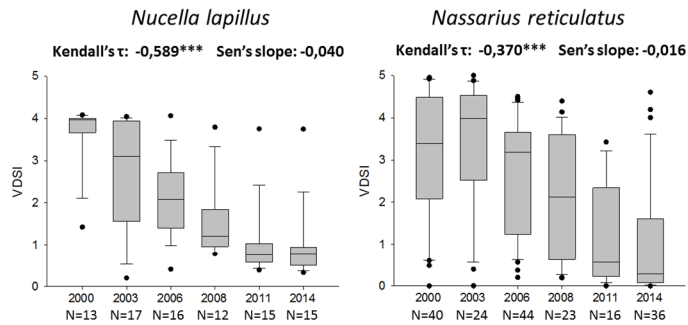 Nucella lapillus
Kendall's τ: -0,589*** Sen's slope: -0,040
5
4
3
2
1
0
VDSI
2000 2003 2006 2008 2011 2014
N=13 N=17 N=16 N=12 N=15 N=15
Nassarius reticulatus
Kendall's τ: -0,370*** Sen's slope: -0,016
5
4
3
2
1
0
VDSI
2000 2003 2006 2008 2011 2014
N=40 N=24 N=44 N=23 N=16 N=36